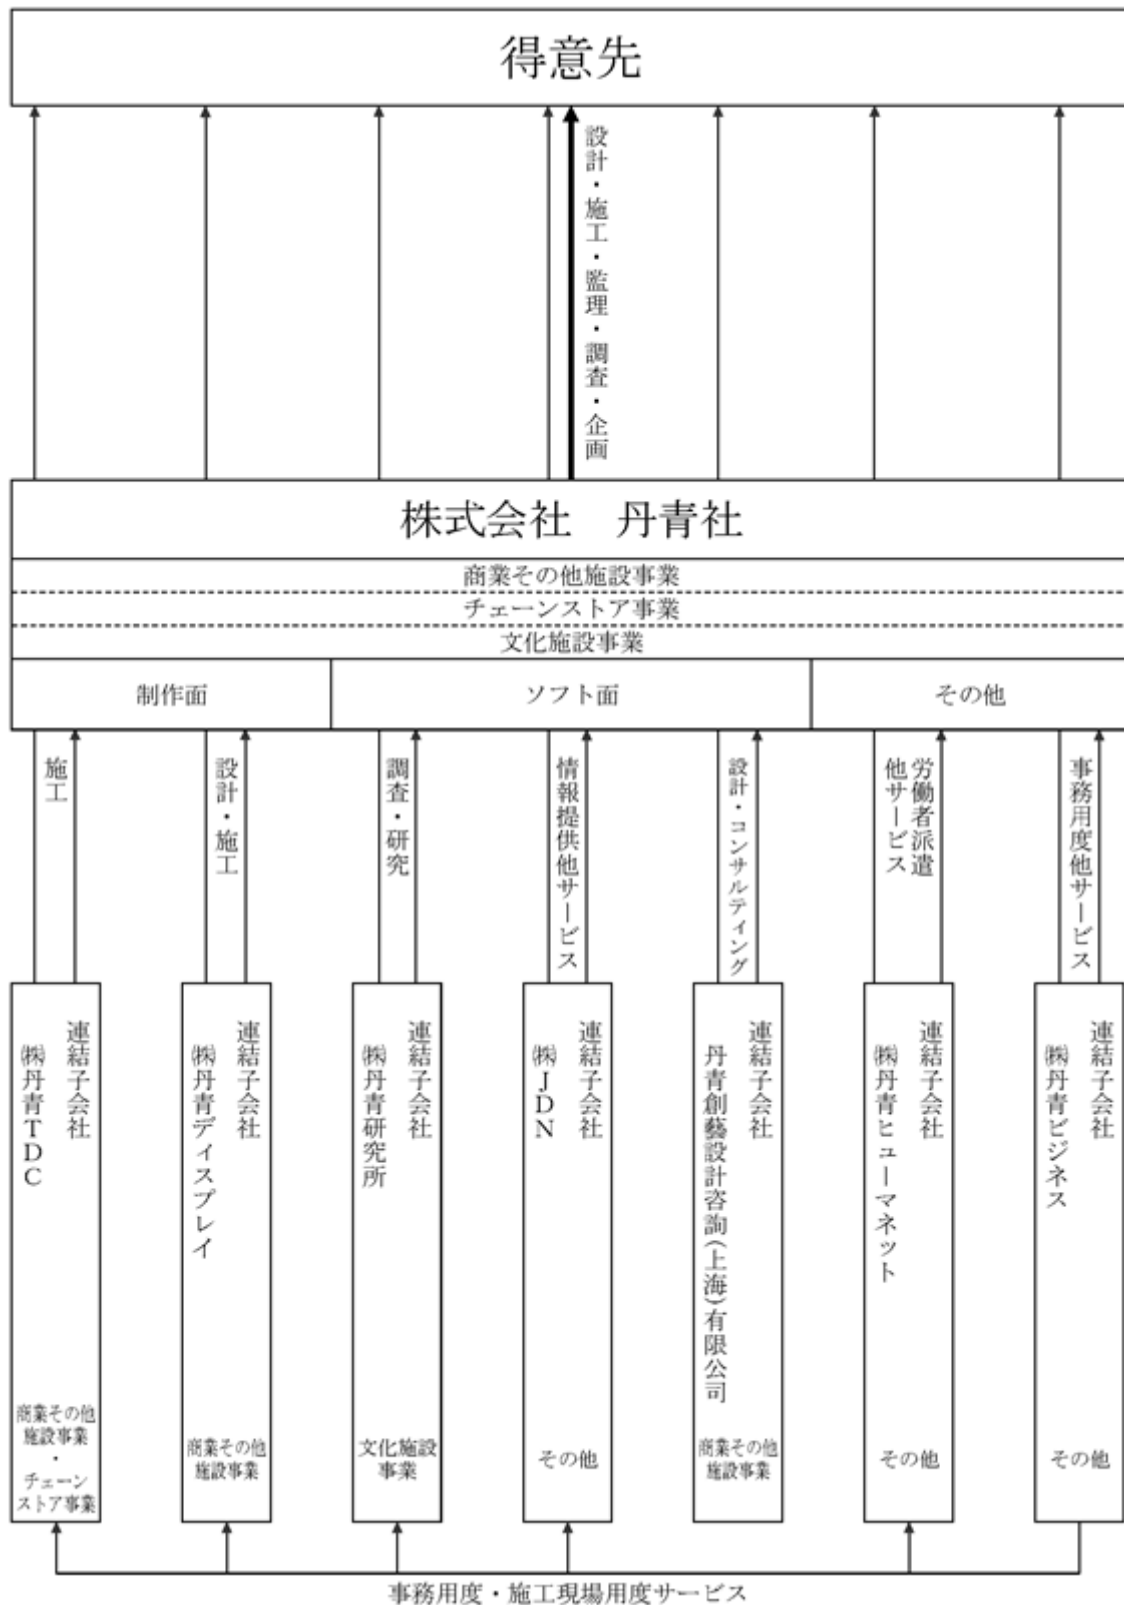 得意先
設計・施工・監理・調査・企画
株式会社　丹青社
商業その他施設事業
チェーンストア事業
文化施設事業
制作面
ソフト面
その他
施工
設計・施工
調査・研究
情報提供他サービス
設計・コンサルティング
労働者派遣
他サービス
事務用度他サービス
連結子会社
㈱丹青TDC
商業その他
施設事業
・
チェーン
ストア事業
連結子会社
㈱丹青ディスプレイ
商業その他
施設事業
連結子会社
㈱丹青研究所
文化施設
事業
連結子会社
㈱JDN
その他
連結子会社
丹青創藝設計咨詢(上海)有限公司
商業その他
施設事業
連結子会社
㈱丹青ヒューマネット
その他
連結子会社
㈱丹青ビジネス
その他
事務用度・施工現場用度サービス